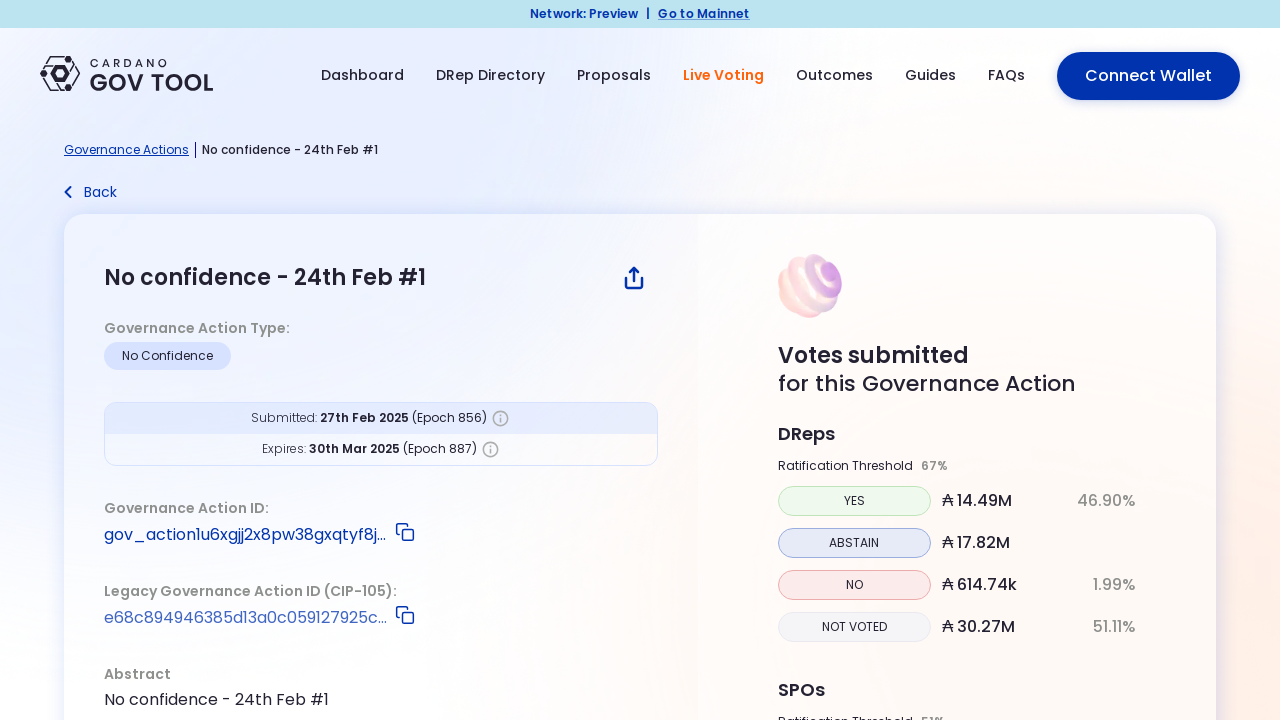 Network: Preview | Go to Mainnet
CARDANO
GOV TOOL
Dashboard
DRep Directory
Proposals
Live Voting
Outcomes
Guides
FAQs
Connect Wallet
Governance Actions | No confidence - 24th Feb #1
Back
No confidence - 24th Feb #1
Governance Action Type:
No Confidence
Submitted: 27th Feb 2025 (Epoch 856)
Expires: 30th Mar 2025 (Epoch 887)
Governance Action ID:
gov_action1u6xgjj2x8pw38gxqtyf8j...
Legacy Governance Action ID (CIP-105):
e68c894946385d13a0c059127925c...
Abstract
No confidence - 24th Feb #1
Votes submitted
for this Governance Action
DReps
Ratification Threshold 67%
YES ₳ 14.49M 46.90%
ABSTAIN ₳ 17.82M
NO ₳ 614.74k 1.99%
NOT VOTED ₳ 30.27M 51.11%
SPOs
Ratification Threshold 51%